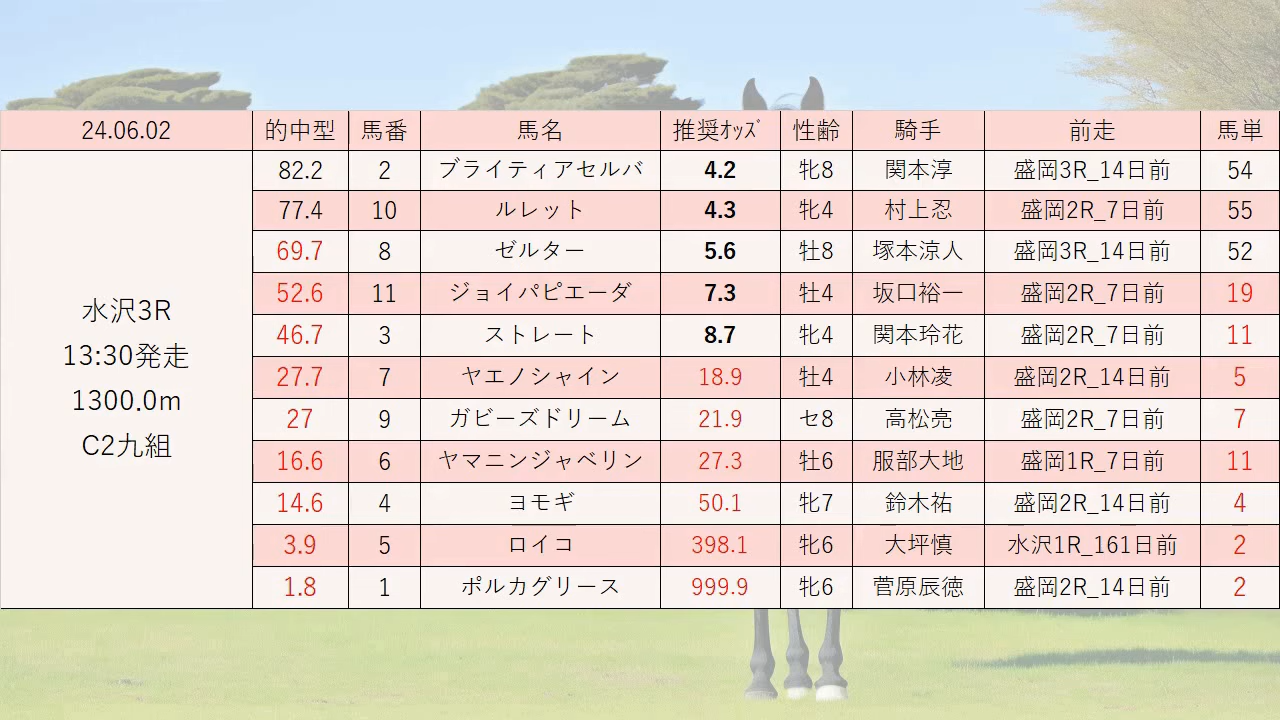 24.06.02 的中型 馬番 馬名 推奨ｵｯｽﾞ 性齢 騎手 前走 馬単
82.2 2 ブライティアセルバ 4.2 牝8 関本淳 盛岡3R_14日前 54
77.4 10 ルレット 4.3 牝4 村上忍 盛岡2R_7日前 55
69.7 8 ゼルター 5.6 牡8 塚本涼人 盛岡3R_14日前 52
52.6 11 ジョイパピエーダ 7.3 牡4 坂口裕一 盛岡2R_7日前 19
46.7 3 ストレート 8.7 牝4 関本玲花 盛岡2R_7日前 11
27.7 7 ヤエノシャイン 18.9 牡4 小林凌 盛岡2R_14日前 5
27 9 ガビーズドリーム 21.9 セ8 高松亮 盛岡2R_7日前 7
16.6 6 ヤマニンジャベリン 27.3 牡6 服部大地 盛岡1R_7日前 11
14.6 4 ヨモギ 50.1 牝7 鈴木祐 盛岡2R_14日前 4
3.9 5 ロイコ 398.1 牝6 大坪慎 水沢1R_161日前 2
1.8 1 ポルカグリース 999.9 牝6 菅原辰徳 盛岡2R_14日前 2
水沢3R
13:30発走
1300.0m
C2九組